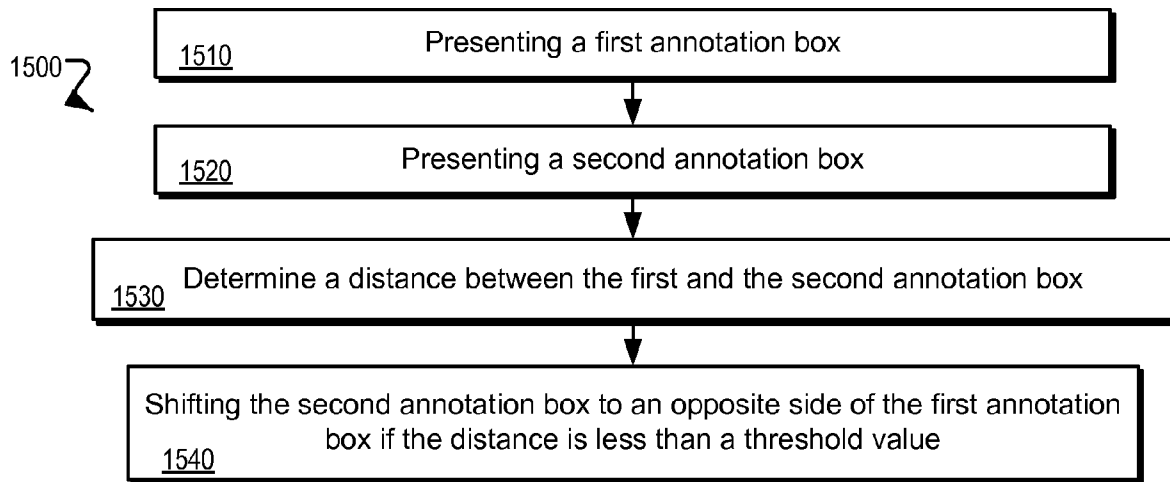 Presenting a first annotation box
1510
1500
Presenting a second annotation box
1520
Determine a distance between the first and the second annotation box
1530
Shifting the second annotation box to an opposite side of the first annotation
box if the distance is less than a threshold value
1540